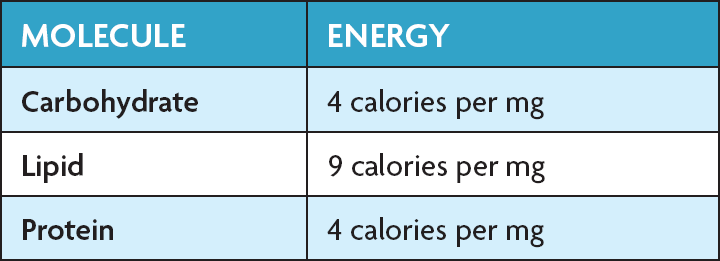 MOLECULE ENERGY
Carbohydrate 4 calories per mg
Lipid 9 calories per mg
Protein 4 calories per mg